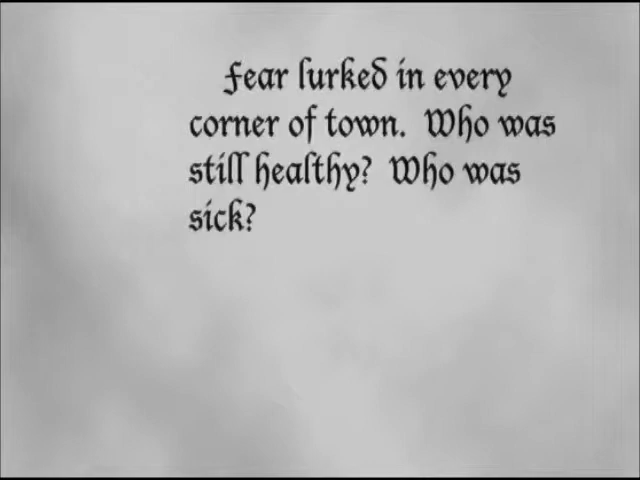 Fear lurked in every
corner of town. Who was
still healthy? Who was
sick?